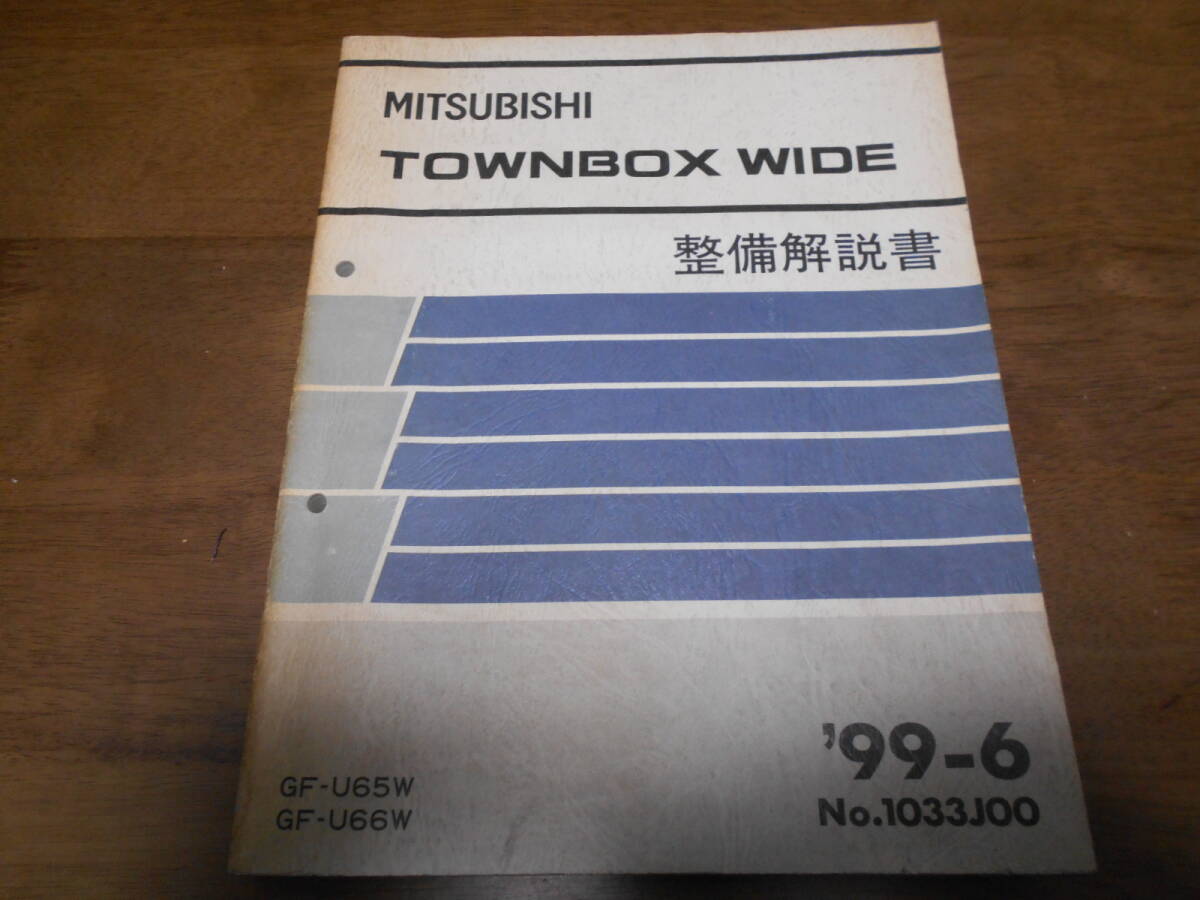 MITSUBISHI
TOWNBOX WIDE
整備解説書
'99-6
GF-U65W
No.1033J00
GF-U66W